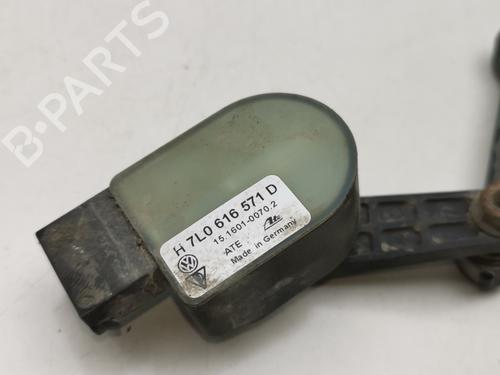 B-PARTS
H 7L0 616 571 D
15.1601-0070.2
ATE
Made in Germany